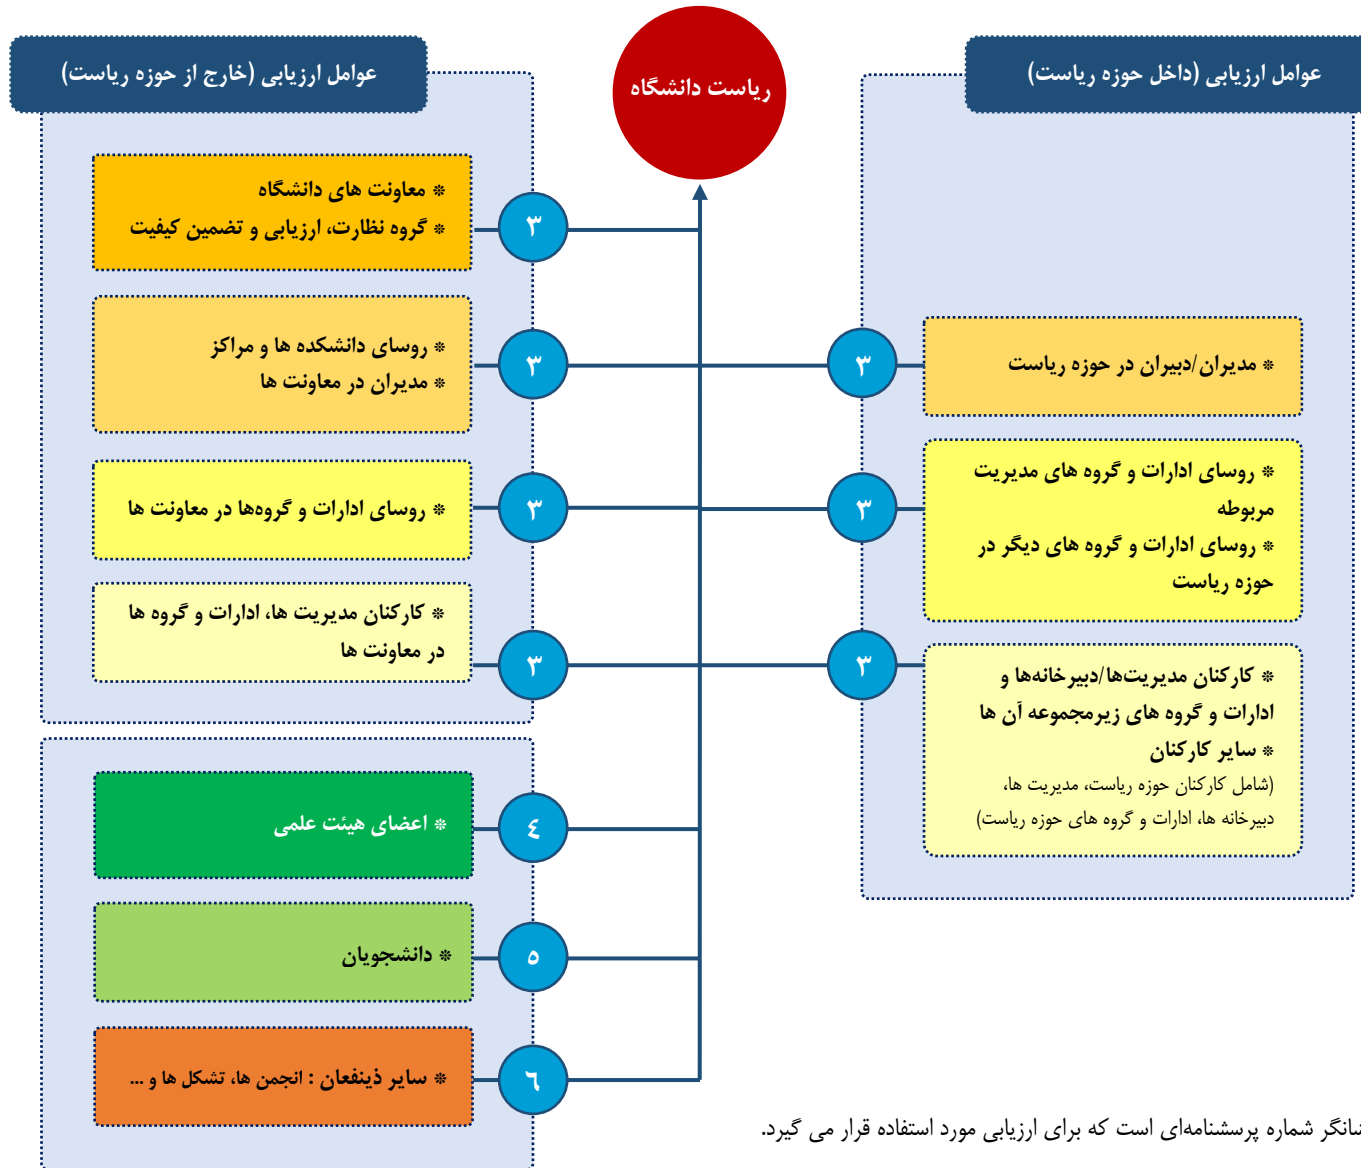 ریاست دانشگاه
عوامل ارزیابی (داخل حوزه ریاست)
٣
* مدیران/دبیران در حوزه ریاست
٣
* روسای ادارات و گروه های مدیریت
مربوطه
* روسای ادارات و گروه های دیگر در
حوزه ریاست
٣
* کارکنان مدیریت‌ها/دبیرخانه‌ها و
ادارات و گروه های زیرمجموعه آن ها
* سایر کارکنان
(شامل کارکنان حوزه ریاست، مدیریت ها،
دبیرخانه ها، ادارات و گروه های حوزه ریاست)
عوامل ارزیابی (خارج از حوزه ریاست)
٣
* معاونت های دانشگاه
* گروه نظارت، ارزیابی و تضمین کیفیت
٣
* روسای دانشکده ها و مراکز
* مدیران در معاونت ها
٣
* روسای ادارات و گروه‌ها در معاونت ها
٣
* کارکنان مدیریت ها، ادارات و گروه ها
در معاونت ها
٤
* اعضای هیئت علمی
٥
* دانشجویان
٦
* سایر ذینفعان : انجمن ها، تشکل ها و ...
شماره پرسشنامه‌ای است که برای ارزیابی مورد استفاده قرار می گیرد.